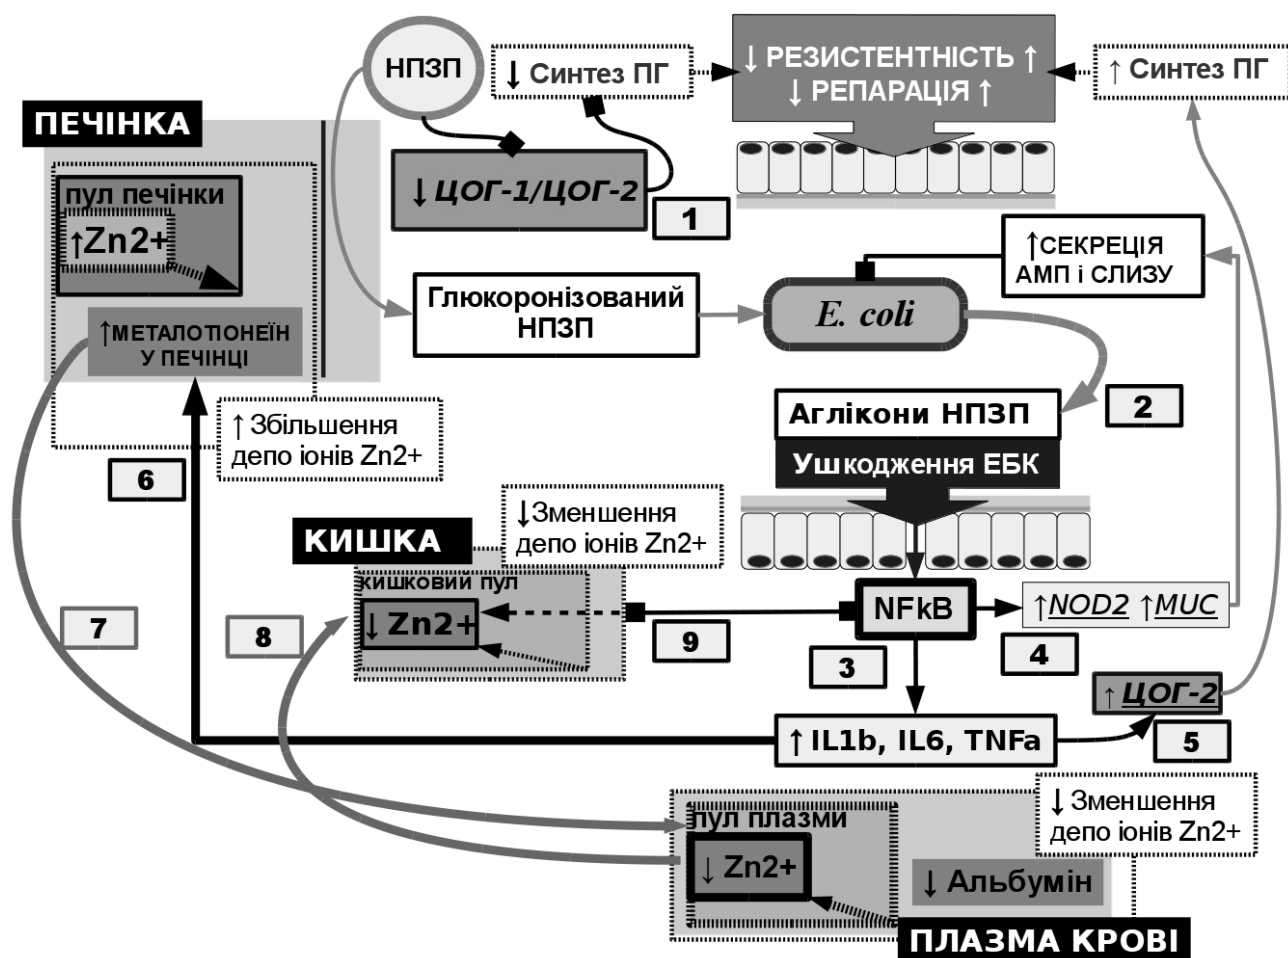 НПЗП
↓ Синтез ПГ
↓ РЕЗИСТЕНТНІСТЬ ↑
↓ РЕПАРАЦІЯ ↑
↑ Синтез ПГ
ПЕЧІНКА
пул печінки
↑Zn2+
↓ ЦОГ-1/ЦОГ-2
1
↑СЕКРЕЦІЯ
АМП і СЛИЗУ
Глюкоронізований
НПЗП
E. coli
↑МЕТАЛОТІОНЕЇН
У ПЕЧІНЦІ
Аглікони НПЗП
2
↑ Збільшення
депо іонів Zn2+
Ушкодження ЕБК
6
↓Зменшення
депо іонів Zn2+
КИШКА
кишковий пул
↓ Zn2+
NFkB
↑NOD2 ↑MUC
7
8
9
3
4
↑ ЦОГ-2
↑ IL1b, IL6, TNFa
5
↓ Зменшення
депо іонів Zn2+
пул плазми
↓ Zn2+
↓ Альбумін
ПЛАЗМА КРОВІ